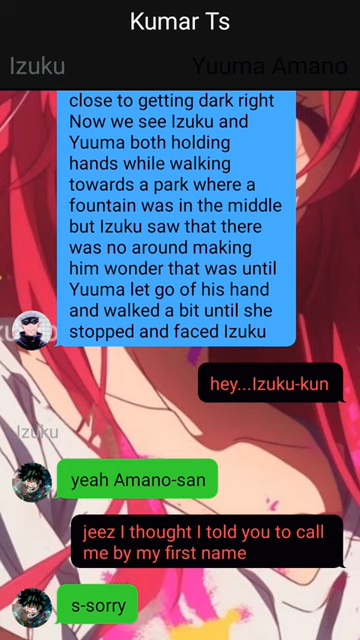 Kumar Ts
Izuku
Yuuma Amano
close to getting dark right
Now we see Izuku and
Yuuma both holding
hands while walking
towards a park where a
fountain was in the middle
but Izuku saw that there
was no around making
him wonder that was until
Yuuma let go of his hand
and walked a bit until she
stopped and faced Izuku
hey...Izuku-kun
Izuku
yeah Amano-san
jeez I thought I told you to call
me by my first name
s-sorry